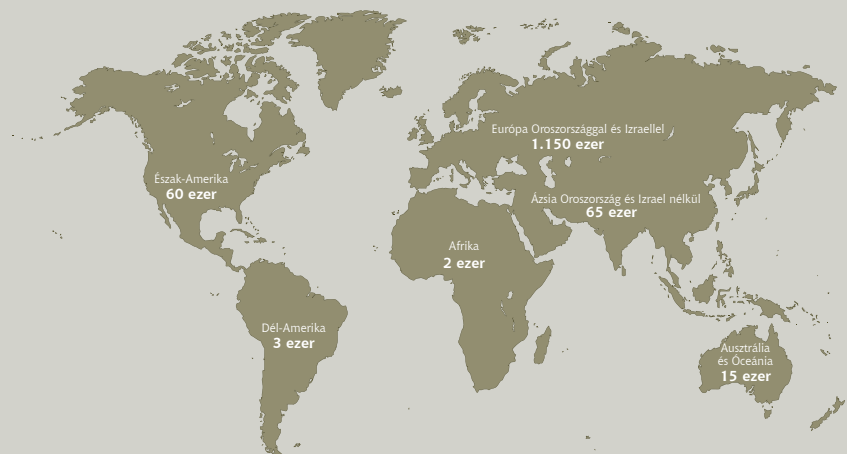 Európa Oroszországgal és Izraellel
1.150 ezer
Észak-Amerika
60 ezer
Ázsia Oroszország és Izrael nélkül
65 ezer
Afrika
2 ezer
Dél-Amerika
3 ezer
Ausztrália
és Óceánia
15 ezer